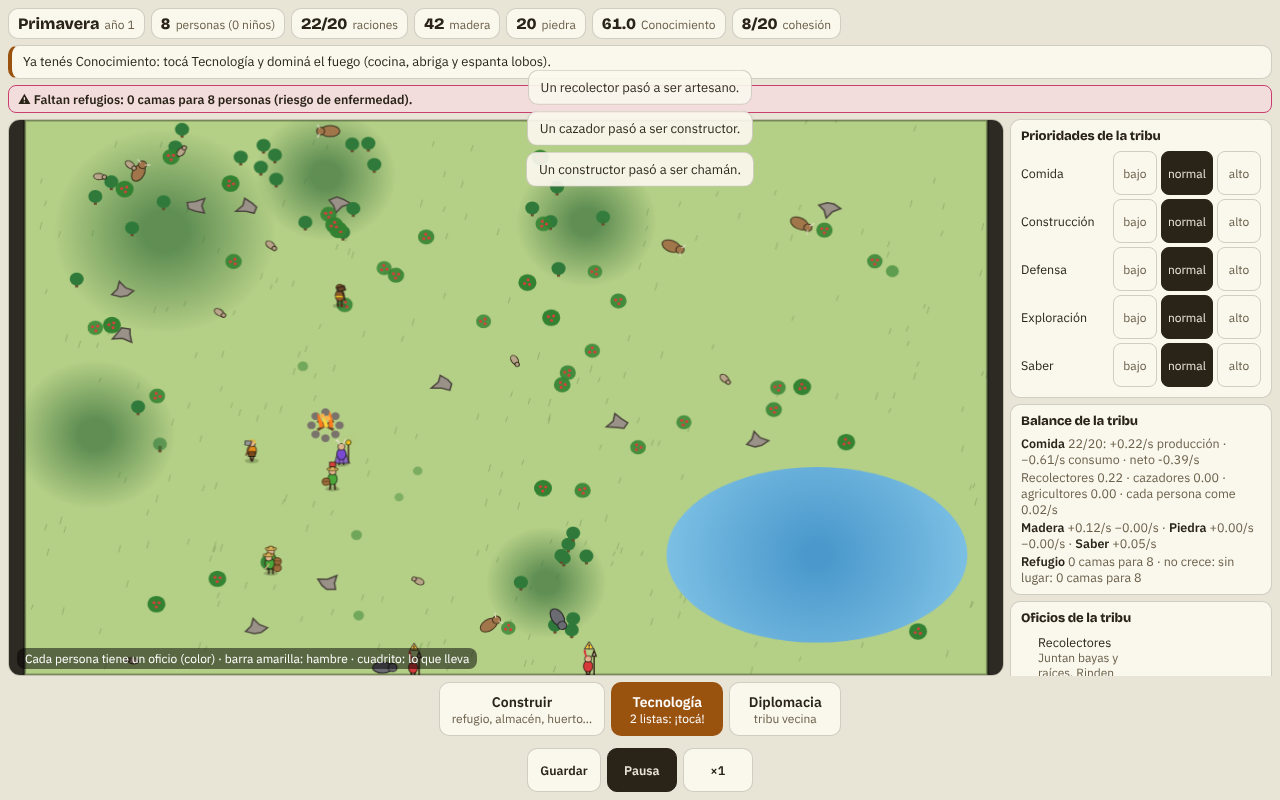 Primavera año 1
8 personas (0 niños)
22/20 raciones
42 madera
20 piedra
61.0 Conocimiento
8/20 cohesión
Ya tenés Conocimiento: tocá Tecnología y dominá el fuego (cocina, abriga y espanta lobos).
⚠ Faltan refugios: 0 camas para 8 personas (riesgo de enfermedad).
Un recolector pasó a ser artesano.
Un cazador pasó a ser constructor.
Un constructor pasó a ser chamán.
Cada persona tiene un oficio (color) · barra amarilla: hambre · cuadrito: lo que lleva
Prioridades de la tribu
Comida bajo normal alto
Construcción bajo normal alto
Defensa bajo normal alto
Exploración bajo normal alto
Saber bajo normal alto
Balance de la tribu
Comida 22/20: +0.22/s producción ·
−0.61/s consumo · neto -0.39/s
Recolectores 0.22 · cazadores 0.00 ·
agricultores 0.00 · cada persona come
0.02/s
Madera +0.12/s −0.00/s · Piedra +0.00/s
−0.00/s · Saber +0.05/s
Refugio 0 camas para 8 · no crece: sin
lugar: 0 camas para 8
Oficios de la tribu
Recolectores
Juntan bayas y
raíces. Rinden
Construir
refugio, almacén, huerto...
Tecnología
2 listas: ¡tocá!
Diplomacia
tribu vecina
Guardar
Pausa
×1